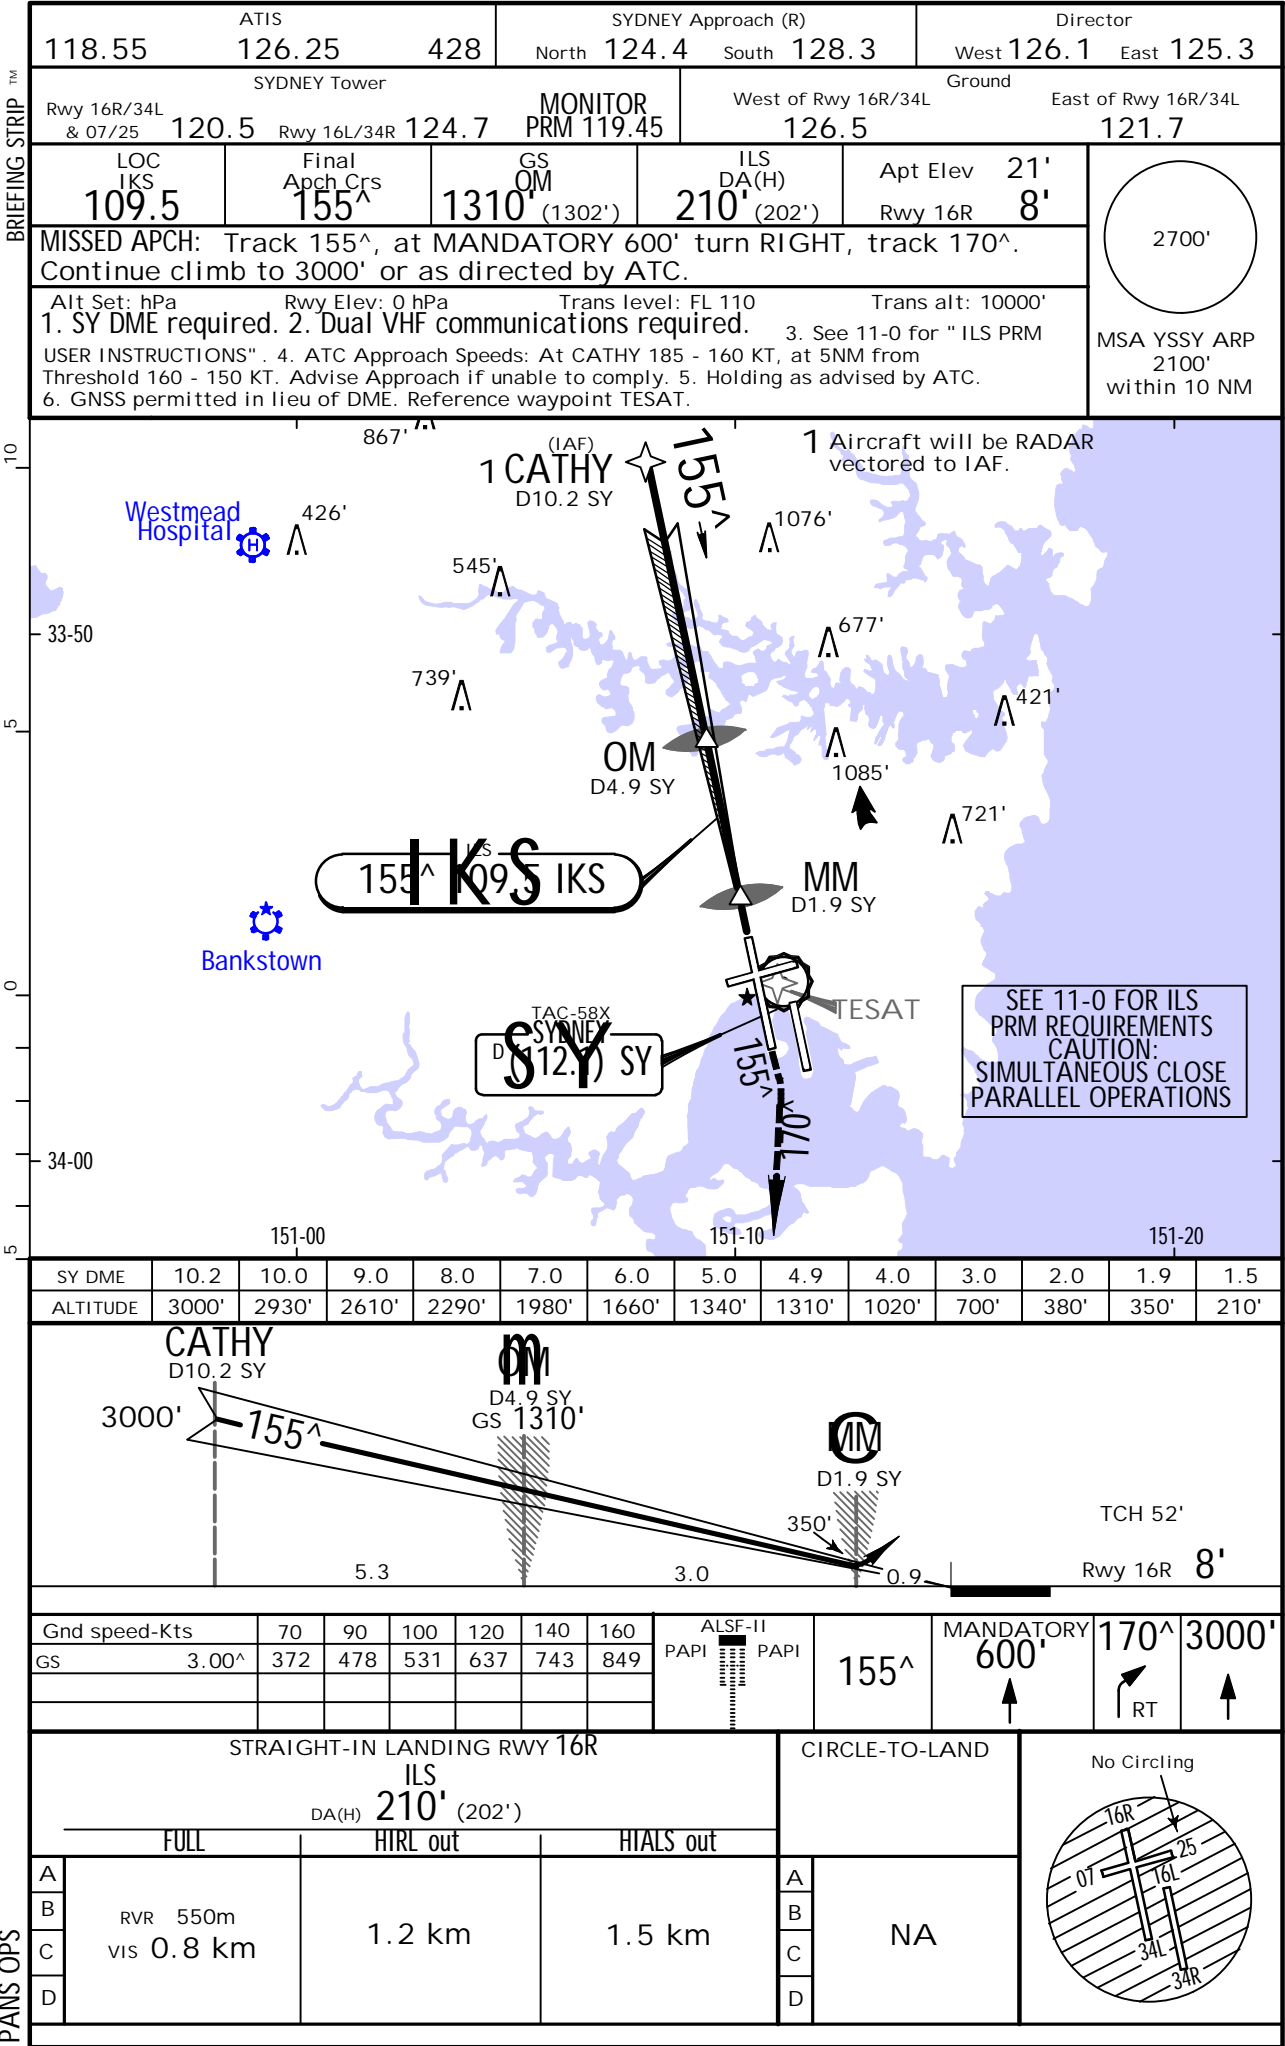 ATIS
118.55 126.25 428
SYDNEY Approach (R)
North 124.4 South 128.3
Director
West 126.1 East 125.3
BRIEFING STRIP ™
SYDNEY Tower
Rwy 16R/34L
& 07/25 120.5 Rwy 16L/34R 124.7
MONITOR
PRM 119.45
Ground
West of Rwy 16R/34L
126.5
East of Rwy 16R/34L
121.7
LOC
IKS
109.5
Final
Apch Crs
155^
GS
OM
1310' (1302')
ILS
DA(H)
210' (202')
Apt Elev 21'
Rwy 16R 8'
MISSED APCH: Track 155^, at MANDATORY 600' turn RIGHT, track 170^.
Continue climb to 3000' or as directed by ATC.
Alt Set: hPa Rwy Elev: 0 hPa Trans level: FL 110 Trans alt: 10000'
1. SY DME required. 2. Dual VHF communications required. 3. See 11-0 for "ILS PRM
USER INSTRUCTIONS". 4. ATC Approach Speeds: At CATHY 185 - 160 KT, at 5NM from
Threshold 160 - 150 KT. Advise Approach if unable to comply. 5. Holding as advised by ATC.
6. GNSS permitted in lieu of DME. Reference waypoint TESAT.
2700'
MSA YSSY ARP
2100'
within 10 NM
867'
(IAF)
1 CATHY
D10.2 SY
155^
1 Aircraft will be RADAR
vectored to IAF.
10
Westmead
Hospital
H
426'
1076'
545'
33-50
677'
739'
421'
5
OM
D4.9 SY
1085'
721'
ILS
155^ 109.5 IKS
IKS
MM
D1.9 SY
Bankstown
0
TESAT
TAC-58X
SYDNEY
D (112.1) SY
SY
155^
170^
SEE 11-0 FOR ILS
PRM REQUIREMENTS
CAUTION:
SIMULTANEOUS CLOSE
PARALLEL OPERATIONS
34-00
5
151-00 151-10 151-20
SY DME 10.2 10.0 9.0 8.0 7.0 6.0 5.0 4.9 4.0 3.0 2.0 1.9 1.5
ALTITUDE 3000' 2930' 2610' 2290' 1980' 1660' 1340' 1310' 1020' 700' 380' 350' 210'
CATHY
D10.2 SY
3000'
155^
OM
m
D4.9 SY
GS 1310'
MM
C
D1.9 SY
350'
TCH 52'
Rwy 16R 8'
5.3 3.0 0.9
Gnd speed-Kts 70 90 100 120 140 160
GS 3.00^ 372 478 531 637 743 849
ALSF-II
PAPI PAPI
155^
MANDATORY
600'
170^
RT
3000'
STRAIGHT-IN LANDING RWY 16R
ILS
DA(H) 210' (202')
FULL HIRL out HIALS out
A
B
C
D
RVR 550m
VIS 0.8 km
1.2 km
1.5 km
CIRCLE-TO-LAND
A
B
C
D
NA
No Circling
16R
25
07
16L
34L
34R
PANS OPS